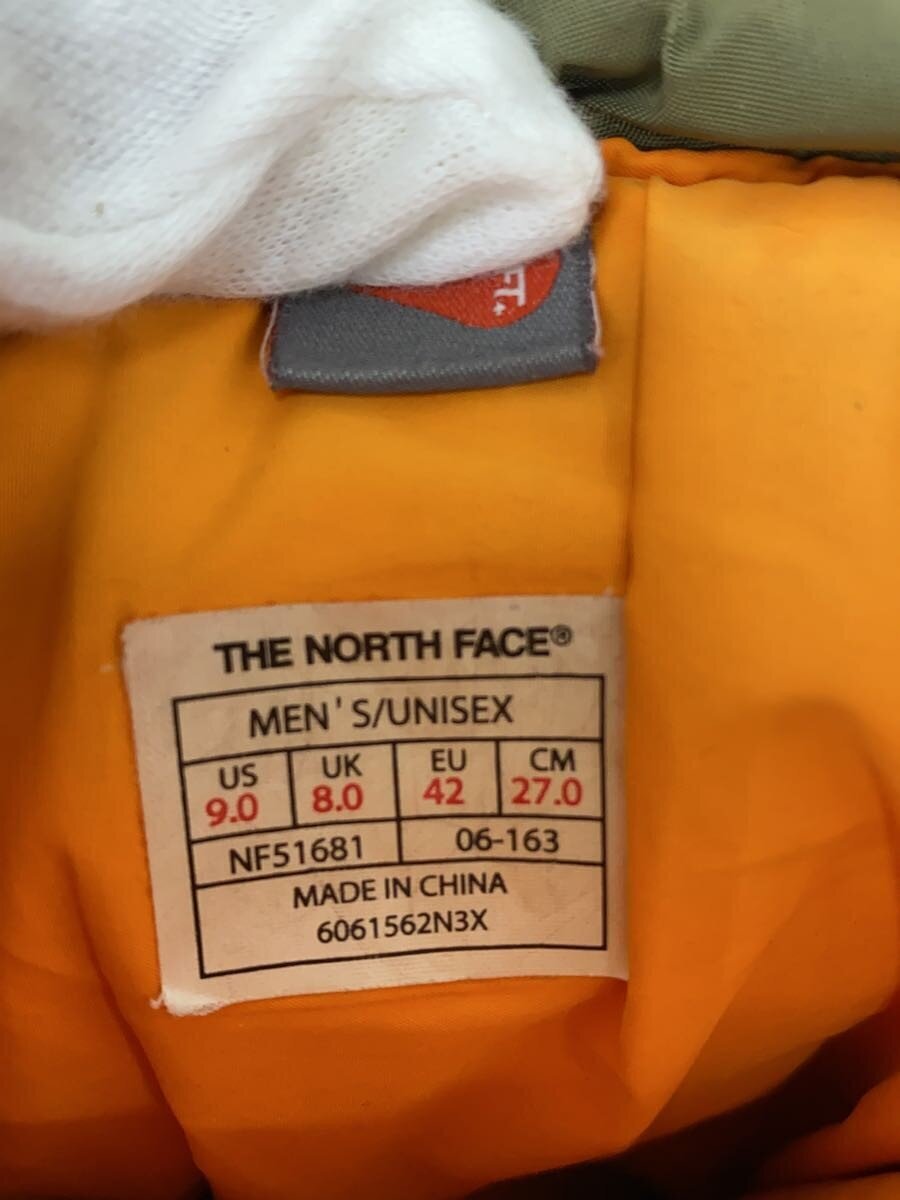 FT.
THE NORTH FACE®
MEN'S/UNISEX
US UK EU CM
9.0 8.0 42 27.0
NF51681 06-163
MADE IN CHINA
6061562N3X